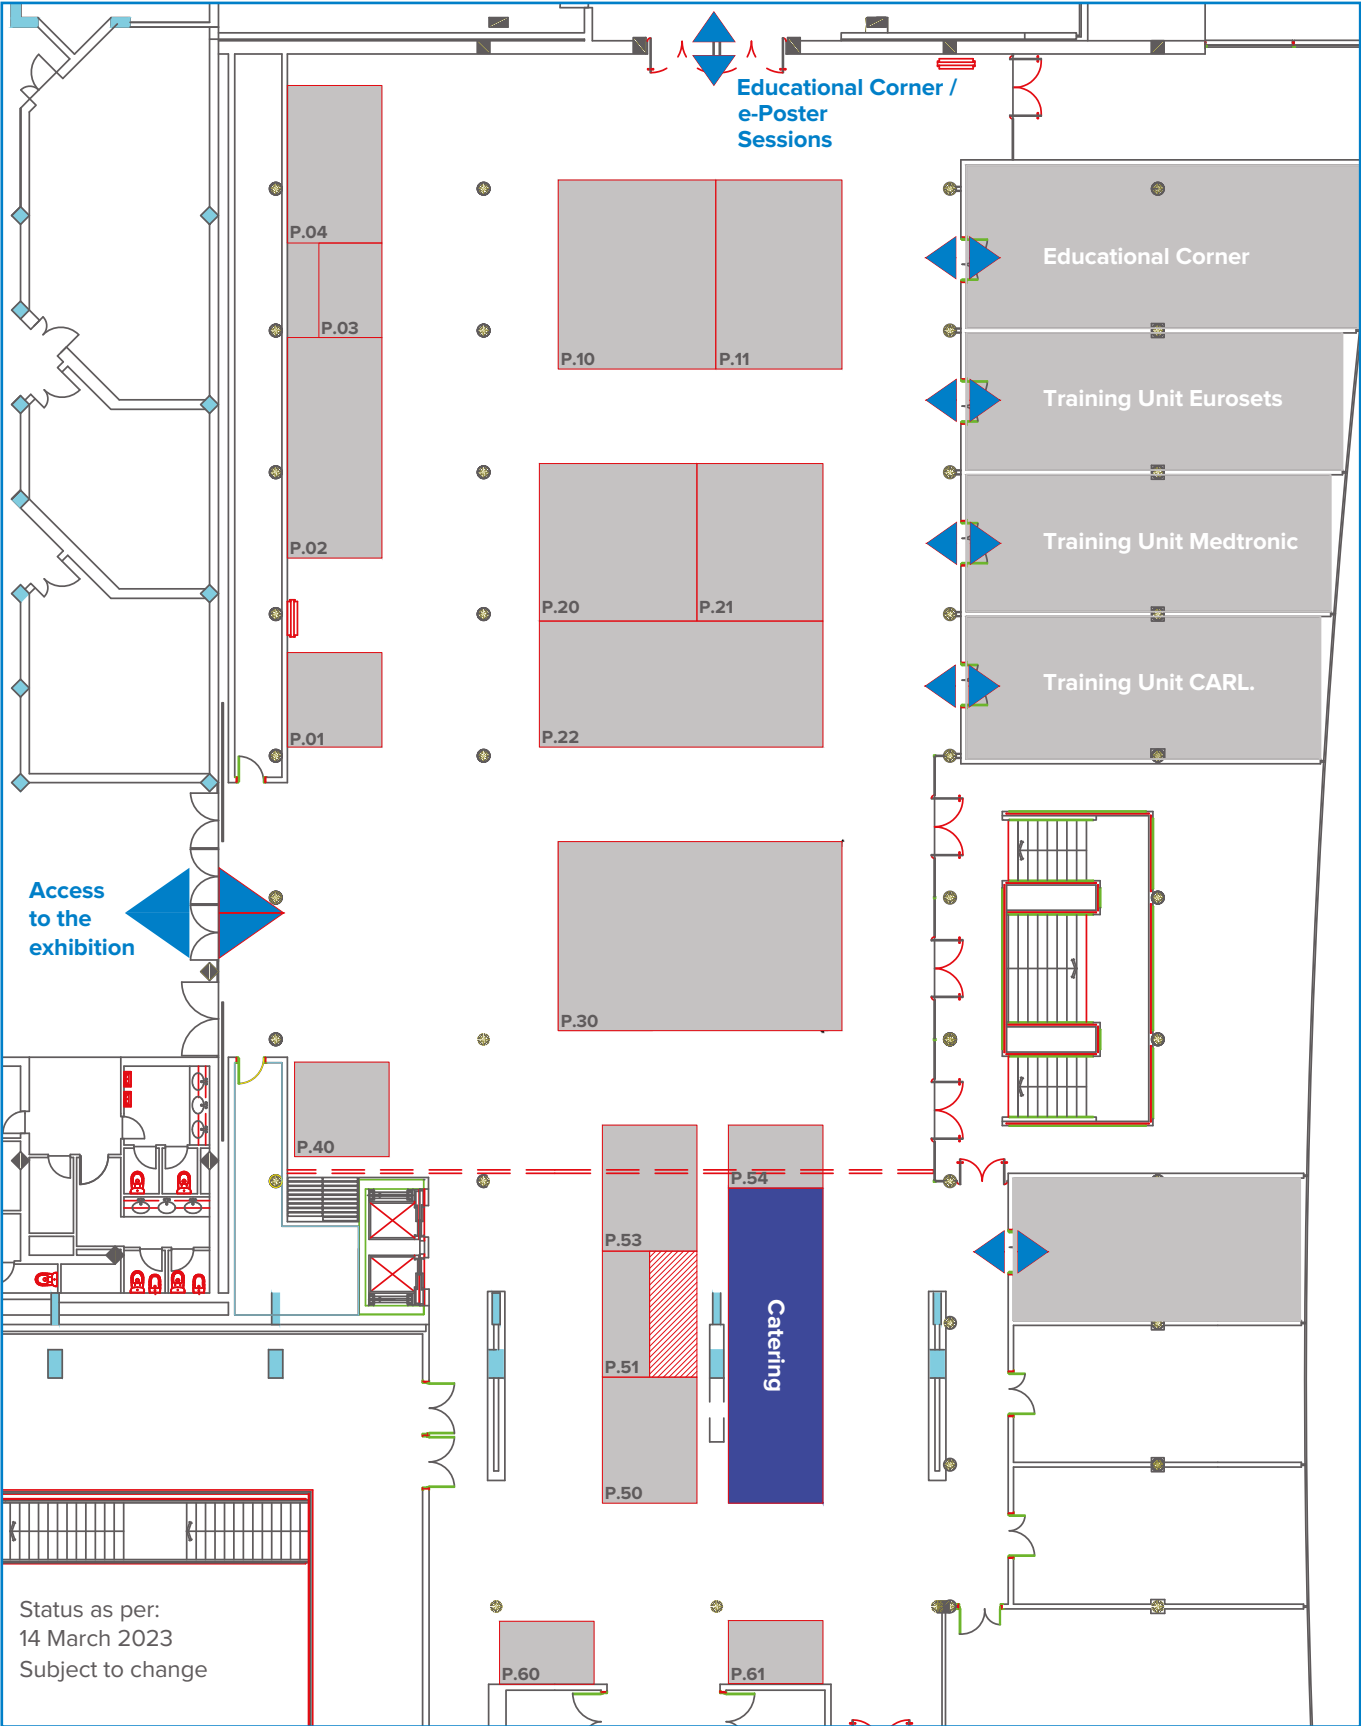 Educational Corner /
e-Poster
Sessions
P.04
P.03
P.10
P.11
Educational Corner
Training Unit Eurosets
P.02
Training Unit Medtronic
P.20
P.21
P.01
P.22
Training Unit CARL.
Access
to the
exhibition
P.30
P.40
P.54
P.53
P.51
Catering
P.50
P.60
P.61
Status as per:
14 March 2023
Subject to change